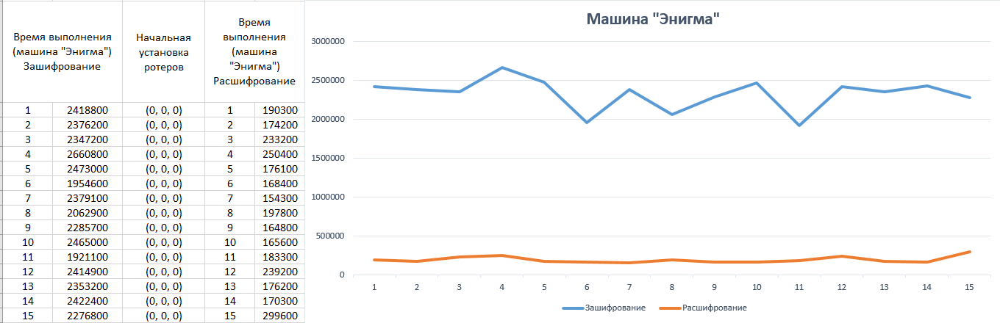 Время выполнения
(машина "Энигма")
Зашифрование
Начальная
установка
ротеров
Время
выполнения
(машина
"Энигма")
Расшифрование
1 2418800 (0, 0, 0) 1 190300
2 2376200 (0, 0, 0) 2 174200
3 2347200 (0, 0, 0) 3 233200
4 2660800 (0, 0, 0) 4 250400
5 2473000 (0, 0, 0) 5 176100
6 1954600 (0, 0, 0) 6 168400
7 2379100 (0, 0, 0) 7 154300
8 2062900 (0, 0, 0) 8 197800
9 2285700 (0, 0, 0) 9 164800
10 2465000 (0, 0, 0) 10 165600
11 1921100 (0, 0, 0) 11 183300
12 2414900 (0, 0, 0) 12 239200
13 2353200 (0, 0, 0) 13 176200
14 2422400 (0, 0, 0) 14 170300
15 2276800 (0, 0, 0) 15 299600
Машина "Энигма"
3000000
2500000
2000000
1500000
1000000
500000
0
1 2 3 4 5 6 7 8 9 10 11 12 13 14 15
Зашифрование Расшифрование